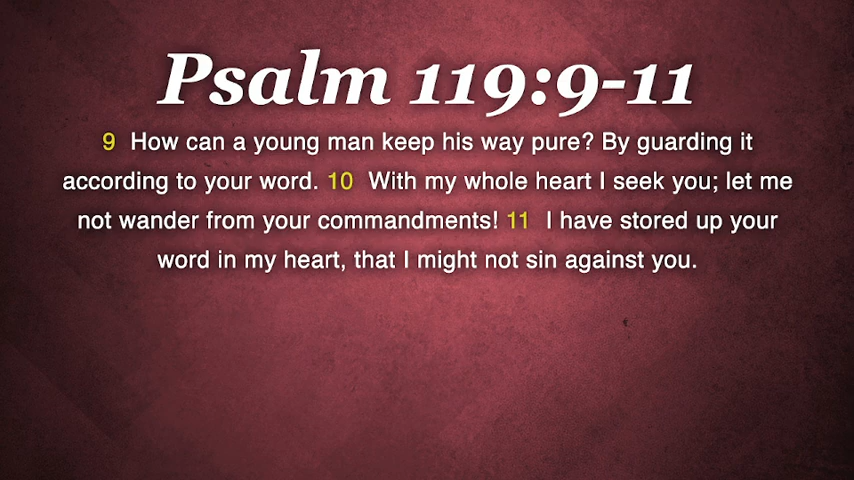 Psalm 119:9-11
9 How can a young man keep his way pure? By guarding it
according to your word. 10 With my whole heart I seek you; let me
not wander from your commandments! 11 I have stored up your
word in my heart, that I might not sin against you.